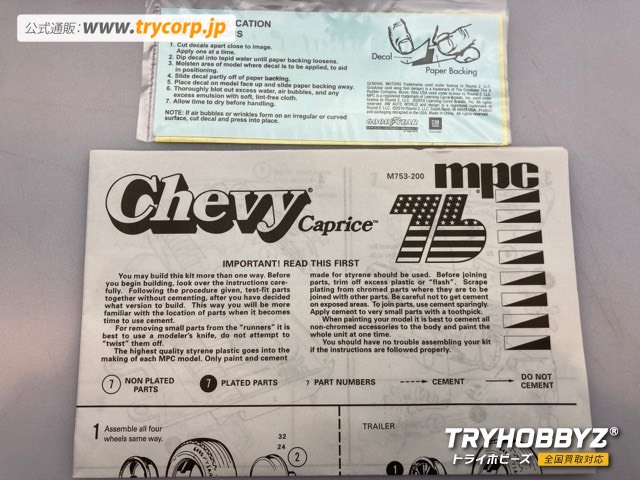 公式通販： www.trycorp.jp
1. Cut decals apart close to image.
Apply one at a time.
2. Dip decal into tepid water until paper backing loosens.
3. Moisten area of model where decal is to be applied, to aid
in positioning.
4. Slide decal partly off of paper backing.
5. Place decal on model face up and slide paper backing away.
6. Thoroughly blot out excess water, air bubbles, and any
excess emulsion with soft, lint-free cloth.
7. Allow time to dry before handling.
NOTE: If air bubbles or wrinkles form on an irregular or curved
surface, cut decal and press into place.
Decal
Paper Backing
GOODYEAR
GM
M753-200
mpc
Chevy® Caprice™
76
IMPORTANT! READ THIS FIRST
You may build this kit more than one way. Before
you begin building, look over the instructions care-
fully. Following the procedure given, test-fit parts
together without cementing, after you have decided
what version to build. This way you will be more
familiar with the location of parts when it becomes
time to use cement.
For removing small parts from the "runners" it is
best to use a modeler's knife, do not attempt to
"twist" them off.
The highest quality styrene plastic goes into the
making of each MPC model. Only paint and cement
made for styrene should be used. Before joining
parts, trim off excess plastic or "flash". Scrape
plating from chromed parts where they are to be
joined with other parts. Be careful not to get cement
on exposed areas. To join parts, use cement sparingly.
Apply cement to very small parts with a toothpick.
When painting your model it is best to cement all
non-chromed accessories to the body and paint the
whole unit at one time.
You should have no trouble assembling your kit
if the instructions are followed properly.
7 NON PLATED PARTS
7 PLATED PARTS
7 PART NUMBERS
CEMENT
DO NOT CEMENT
1 Assemble all four
wheels same way.
32
24
2
TRAILER
1
TRYHOBBYZ®
トライホビーズ 全国買取対応